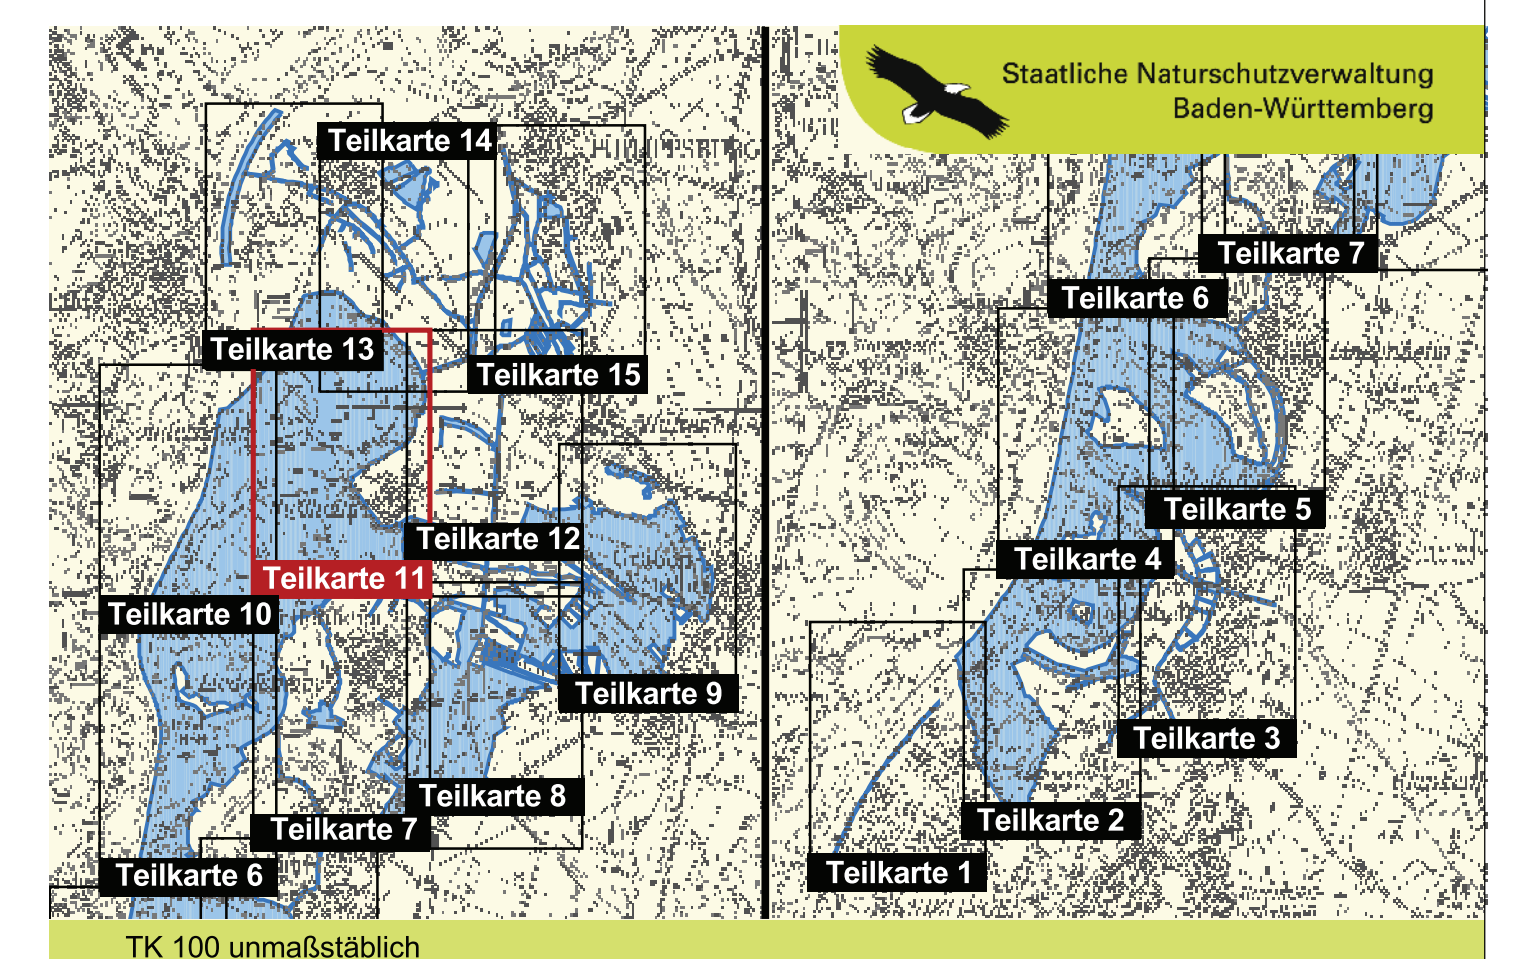 Staatliche Naturschutzverwaltung
Baden-Württemberg
Teilkarte 14
Teilkarte 13
Teilkarte 15
Teilkarte 12
Teilkarte 11
Teilkarte 10
Teilkarte 9
Teilkarte 8
Teilkarte 7
Teilkarte 6
Teilkarte 7
Teilkarte 6
Teilkarte 5
Teilkarte 4
Teilkarte 3
Teilkarte 2
Teilkarte 1
TK 100 unmaßstäblich